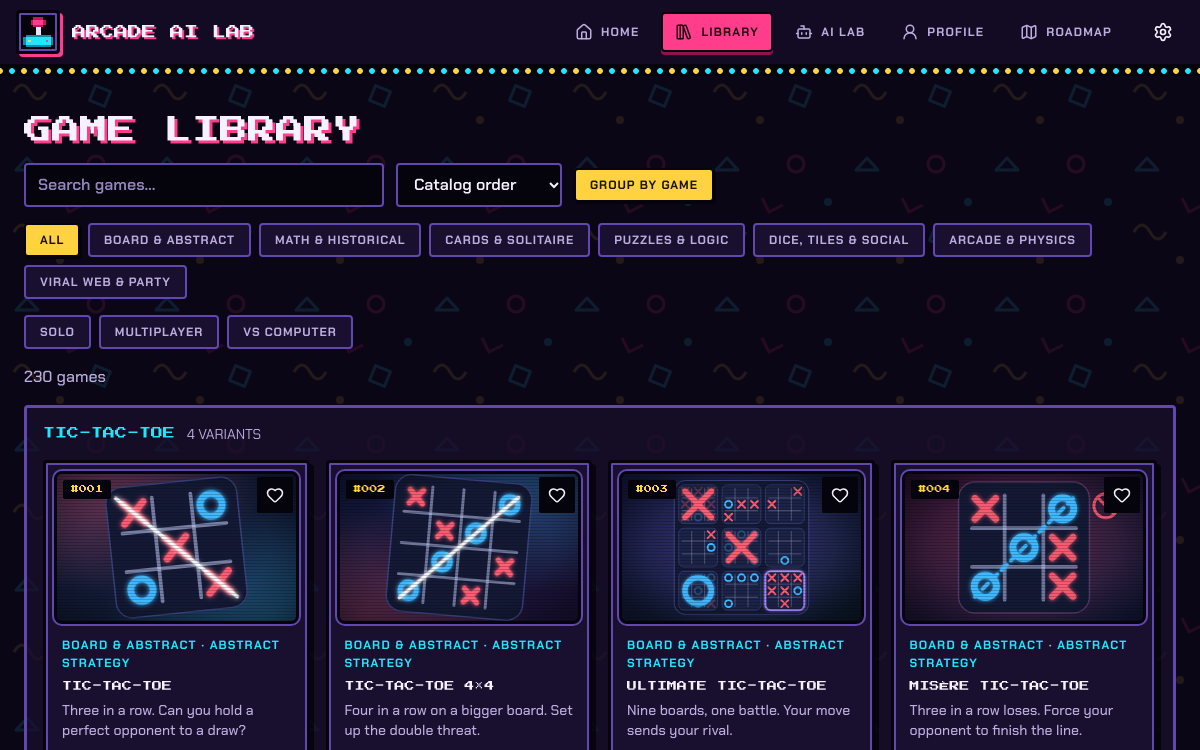 ARCADE AI LAB
HOME
LIBRARY
AI LAB
PROFILE
ROADMAP
GAME LIBRARY
Search games...
Catalog order
GROUP BY GAME
ALL
BOARD & ABSTRACT
MATH & HISTORICAL
CARDS & SOLITAIRE
PUZZLES & LOGIC
DICE, TILES & SOCIAL
ARCADE & PHYSICS
VIRAL WEB & PARTY
SOLO
MULTIPLAYER
VS COMPUTER
230 games
TIC-TAC-TOE 4 VARIANTS
#001
BOARD & ABSTRACT · ABSTRACT
STRATEGY
TIC-TAC-TOE
Three in a row. Can you hold a
perfect opponent to a draw?
#002
BOARD & ABSTRACT · ABSTRACT
STRATEGY
TIC-TAC-TOE 4×4
Four in a row on a bigger board. Set
up the double threat.
#003
BOARD & ABSTRACT · ABSTRACT
STRATEGY
ULTIMATE TIC-TAC-TOE
Nine boards, one battle. Your move
sends your rival.
#004
BOARD & ABSTRACT · ABSTRACT
STRATEGY
MISÈRE TIC-TAC-TOE
Three in a row loses. Force your
opponent to finish the line.